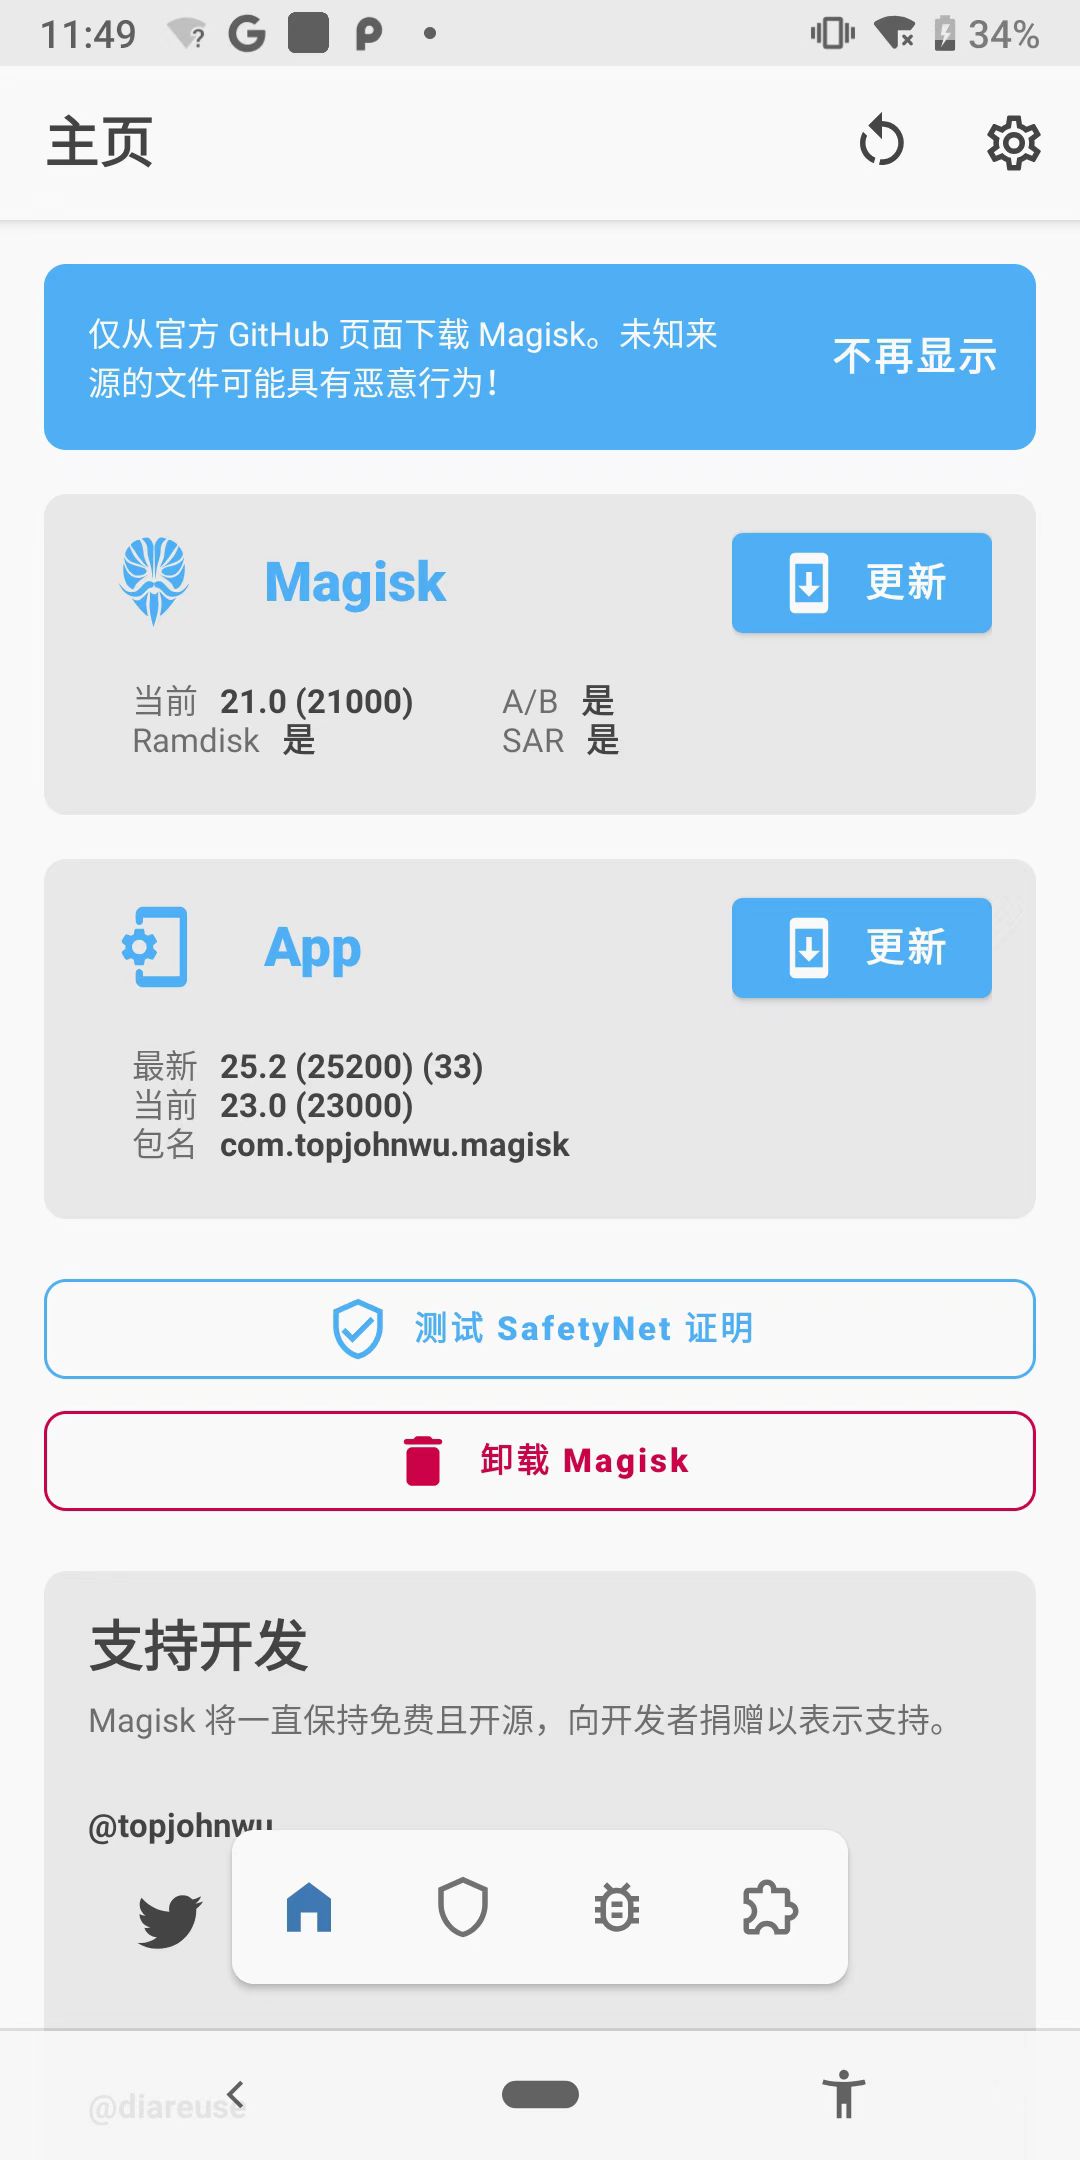 11:49
34%
主页
仅从官方 GitHub 页面下载 Magisk。未知来
源的文件可能具有恶意行为！
不再显示
Magisk
更新
当前 21.0 (21000)
A/B 是
Ramdisk 是
SAR 是
App
更新
最新 25.2 (25200) (33)
当前 23.0 (23000)
包名 com.topjohnwu.magisk
测试 SafetyNet 证明
卸载 Magisk
支持开发
Magisk 将一直保持免费且开源，向开发者捐赠以表示支持。
@topjohnwu
@diareuse